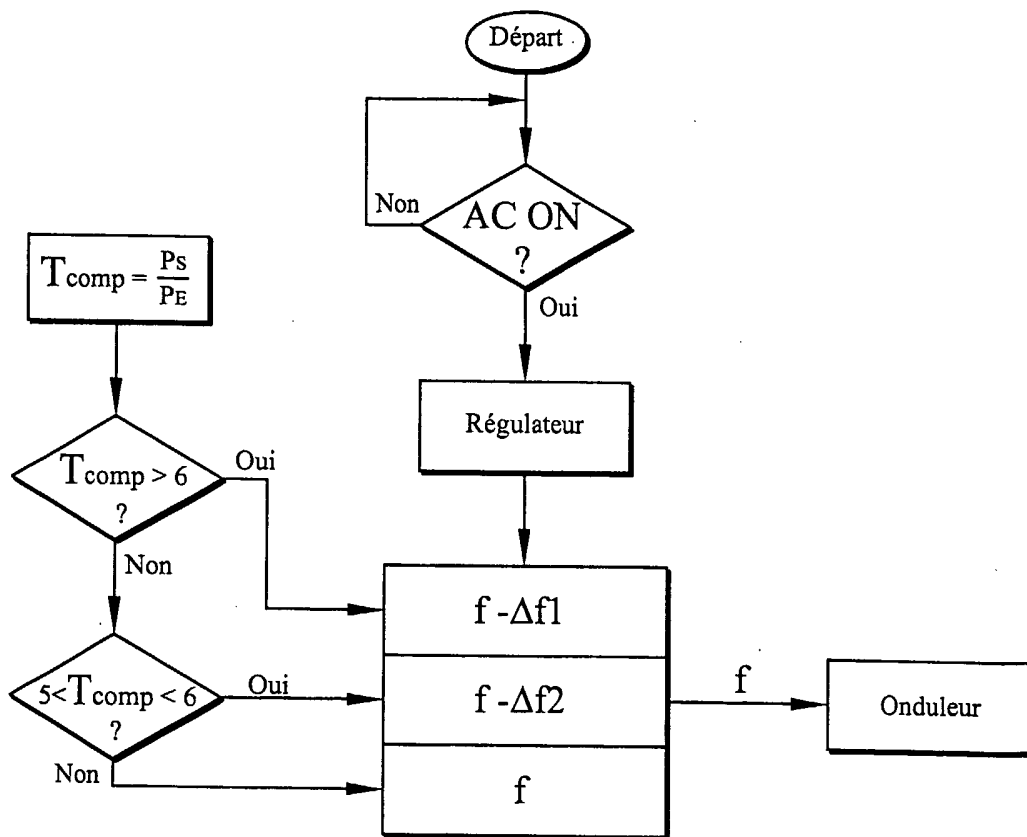 Départ
Non
AC ON
?
Oui
Tcomp = Ps/PE
Régulateur
Tcomp > 6
?
Oui
Non
f -Δf1
5<Tcomp < 6
?
Oui
f -Δf2
f
Onduleur
Non
f